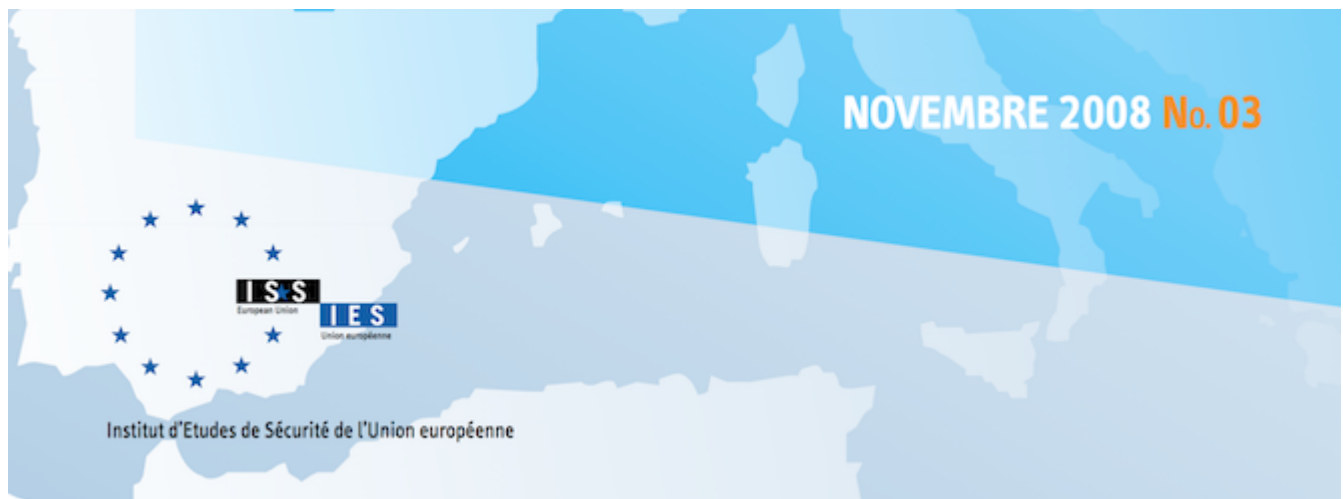 NOVEMBRE 2008 No. 03
ISS
European Union
IES
Union européenne
Institut d'Etudes de Sécurité de l'Union européenne